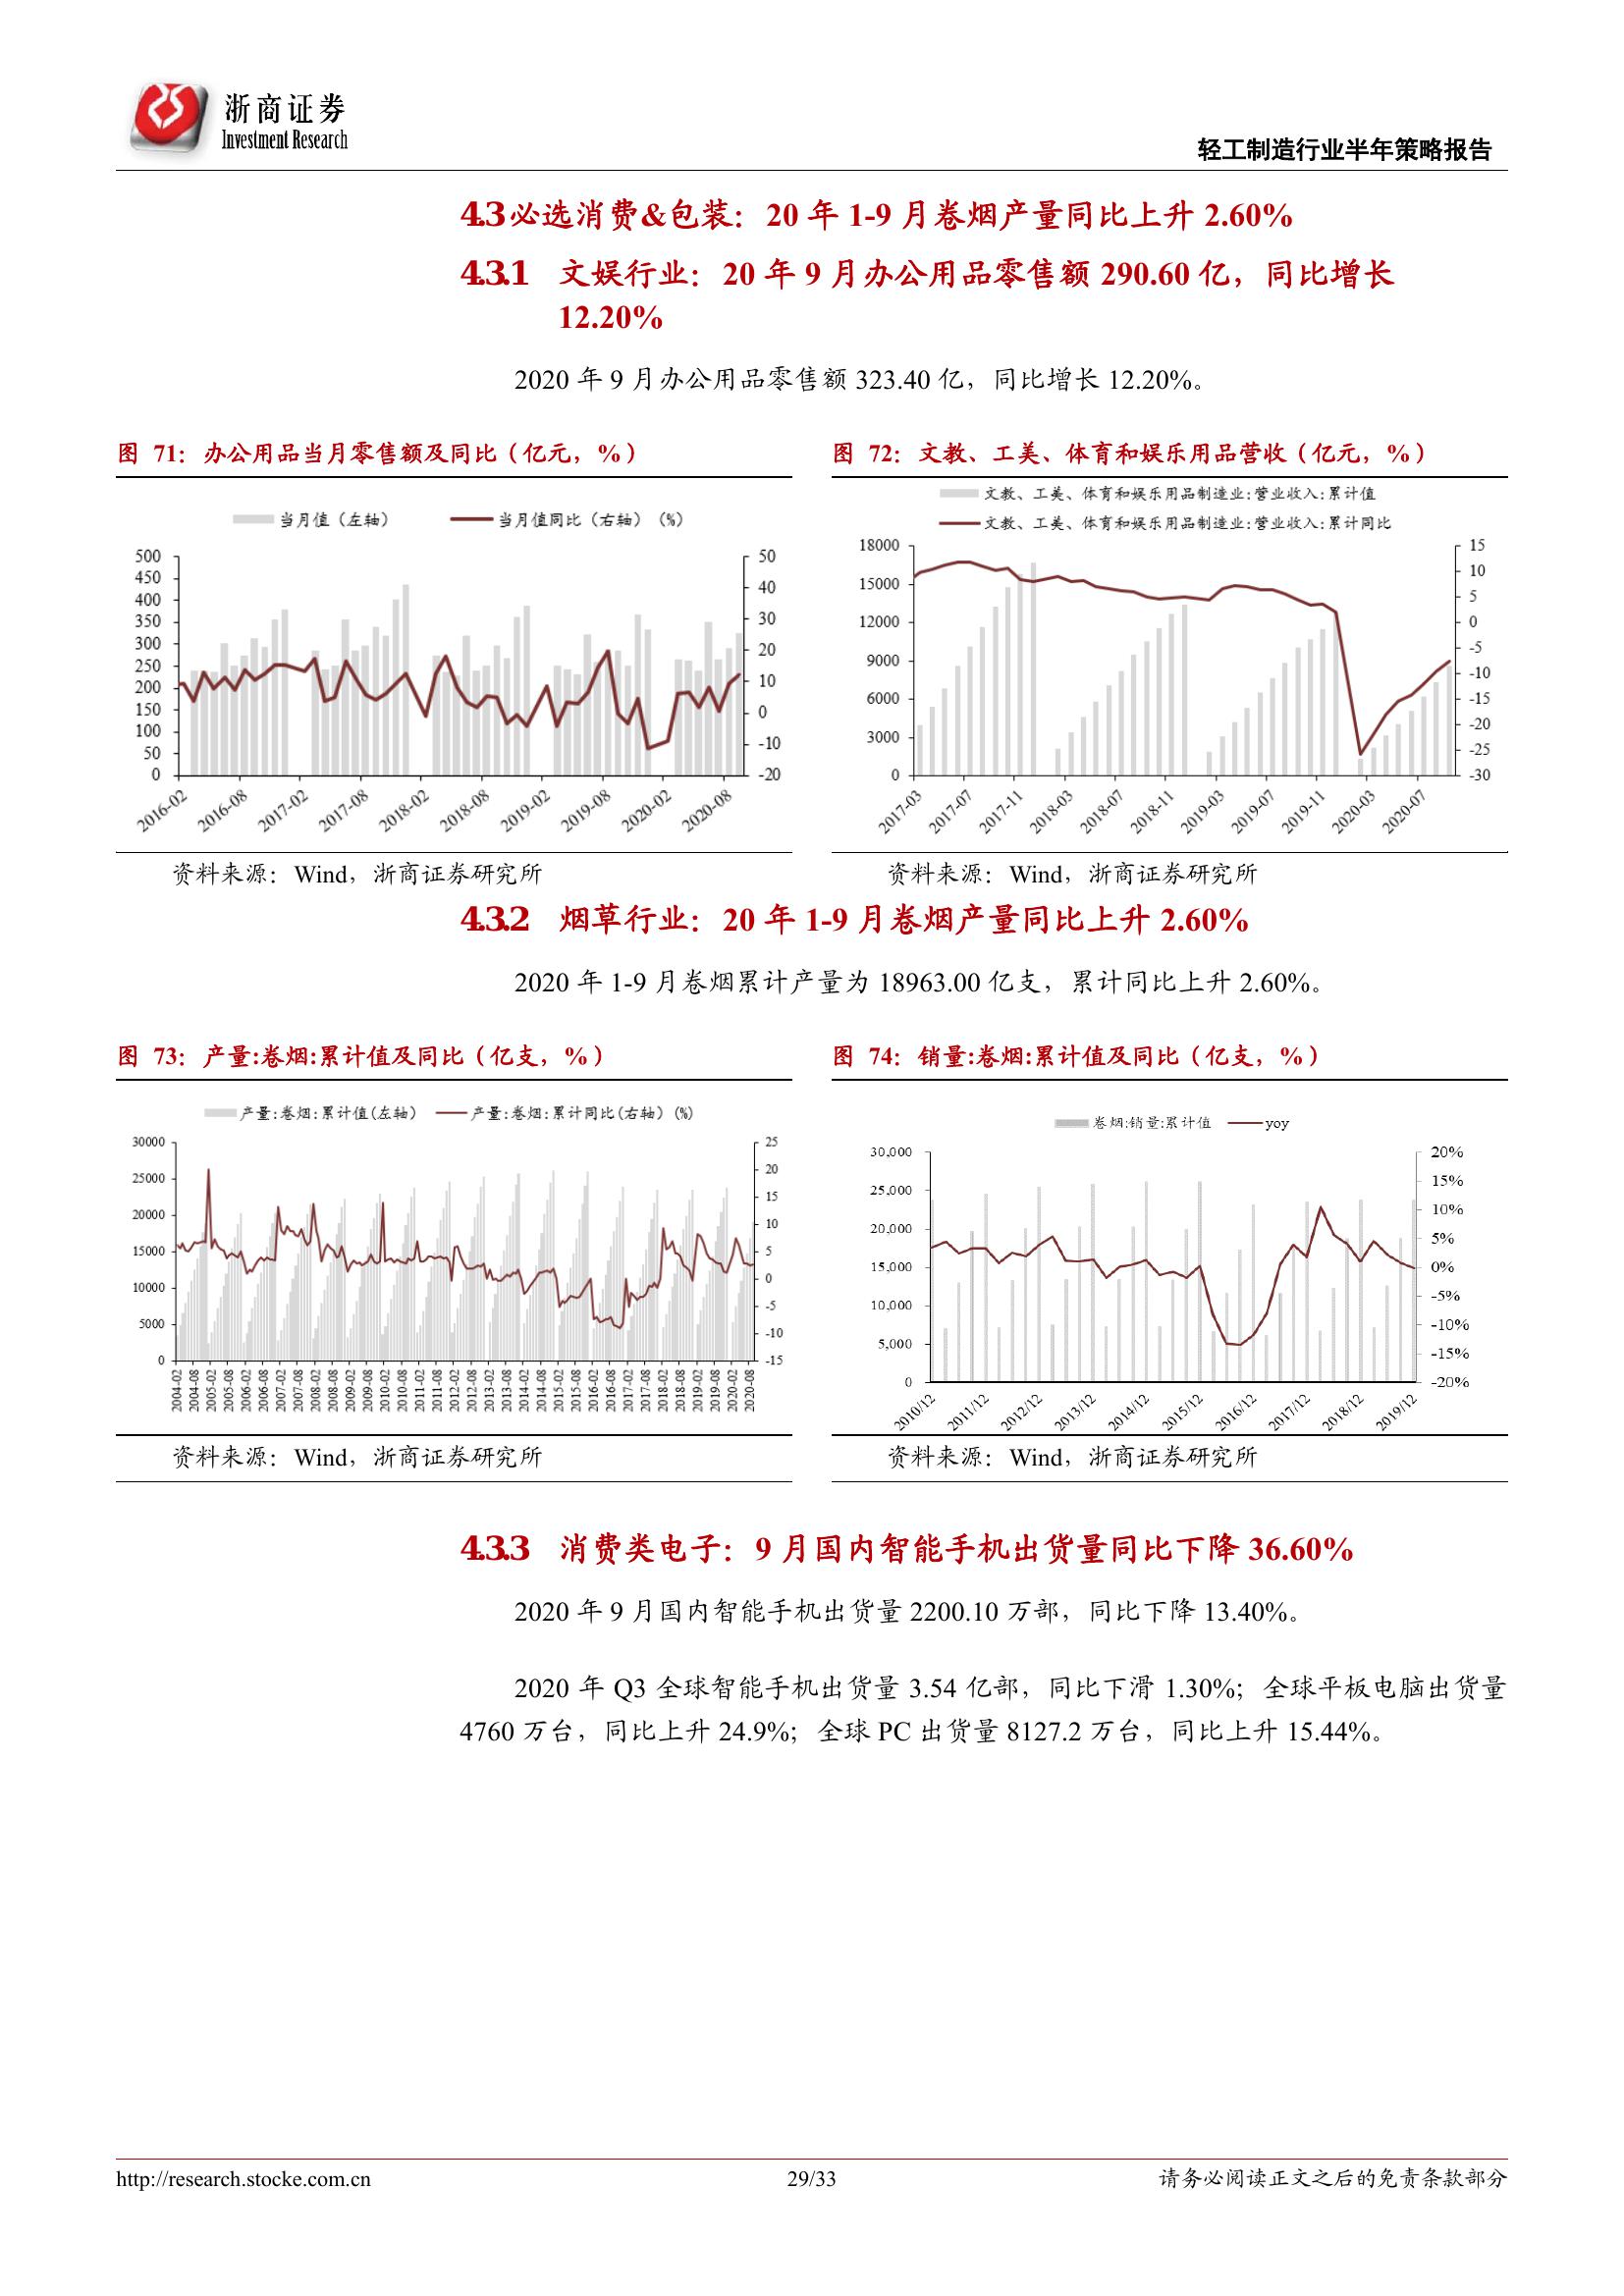 浙商证券
Investment Research
轻工制造行业半年策略报告
4.3必选消费&包装：20 年 1-9 月卷烟产量同比上升 2.60%
4.3.1 文娱行业：20 年 9 月办公用品零售额 290.60 亿，同比增长
12.20%
2020 年 9 月办公用品零售额 323.40 亿，同比增长 12.20%。
图 71：办公用品当月零售额及同比（亿元，%）
当月值（左轴） 当月值同比（右轴）(%)
500 50
450 40
400 30
350 20
300 10
250 0
200 -10
150 -20
100
50
0
2016-02 2016-08 2017-02 2017-08 2018-02 2018-08 2019-02 2019-08 2020-02 2020-08
资料来源：Wind，浙商证券研究所
图 72：文教、工美、体育和娱乐用品营收（亿元，%）
文教、工美、体育和娱乐用品制造业:营业收入:累计值
文教、工美、体育和娱乐用品制造业:营业收入:累计同比
18000 15
15000 10
12000 5
9000 0
6000 -5
3000 -10
0 -15
-20
-25
-30
2017-03 2017-07 2017-11 2018-03 2018-07 2018-11 2019-03 2019-07 2019-11 2020-03 2020-07
资料来源：Wind，浙商证券研究所
4.3.2 烟草行业：20 年 1-9 月卷烟产量同比上升 2.60%
2020 年 1-9 月卷烟累计产量为 18963.00 亿支，累计同比上升 2.60%。
图 73：产量:卷烟:累计值及同比（亿支，%）
产量:卷烟:累计值(左轴) 产量:卷烟:累计同比(右轴)(%)
30000 25
25000 20
20000 15
15000 10
10000 5
5000 0
0 -5
-10
-15
2004-02 2004-08 2005-02 2005-08 2006-02 2006-08 2007-02 2007-08 2008-02 2008-08 2009-02 2009-08 2010-02 2010-08 2011-02 2011-08 2012-02 2012-08 2013-02 2013-08 2014-02 2014-08 2015-02 2015-08 2016-02 2016-08 2017-02 2017-08 2018-02 2018-08 2019-02 2019-08 2020-02 2020-08
资料来源：Wind，浙商证券研究所
图 74：销量:卷烟:累计值及同比（亿支，%）
卷烟:销量:累计值 yoy
30,000 20%
25,000 15%
20,000 10%
15,000 5%
10,000 0%
5,000 -5%
0 -10%
-15%
-20%
2010/12 2011/12 2012/12 2013/12 2014/12 2015/12 2016/12 2017/12 2018/12 2019/12
资料来源：Wind，浙商证券研究所
4.3.3 消费类电子：9 月国内智能手机出货量同比下降 36.60%
2020 年 9 月国内智能手机出货量 2200.10 万部，同比下降 13.40%。
2020 年 Q3 全球智能手机出货量 3.54 亿部，同比下滑 1.30%；全球平板电脑出货量
4760 万台，同比上升 24.9%；全球 PC 出货量 8127.2 万台，同比上升 15.44%。
http://research.stocke.com.cn 29/33 请务必阅读正文之后的免责条款部分